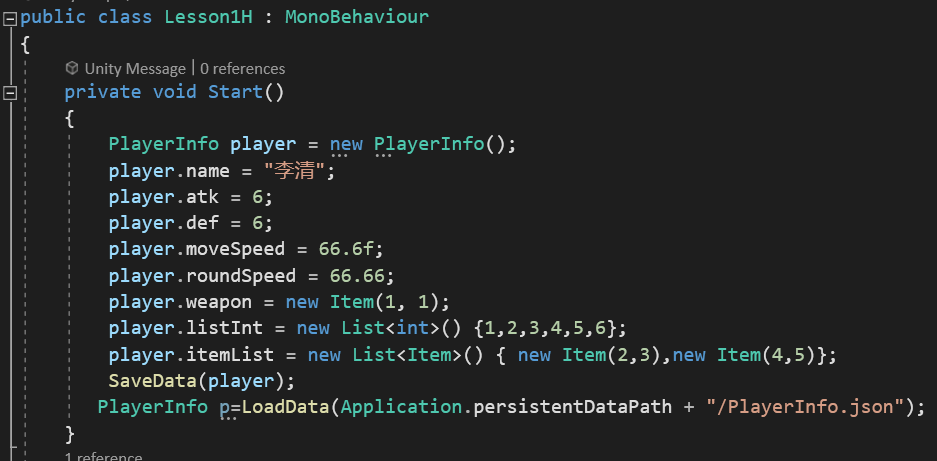 public class Lesson1H : MonoBehaviour
{
Unity Message | 0 references
private void Start()
{
PlayerInfo player = new PlayerInfo();
player.name = "李清";
player.atk = 6;
player.def = 6;
player.moveSpeed = 66.6f;
player.roundSpeed = 66.66;
player.weapon = new Item(1, 1);
player.listInt = new List<int>() {1,2,3,4,5,6};
player.itemList = new List<Item>() { new Item(2,3),new Item(4,5)};
SaveData(player);
PlayerInfo p=LoadData(Application.persistentDataPath + "/PlayerInfo.json");
}
1 reference